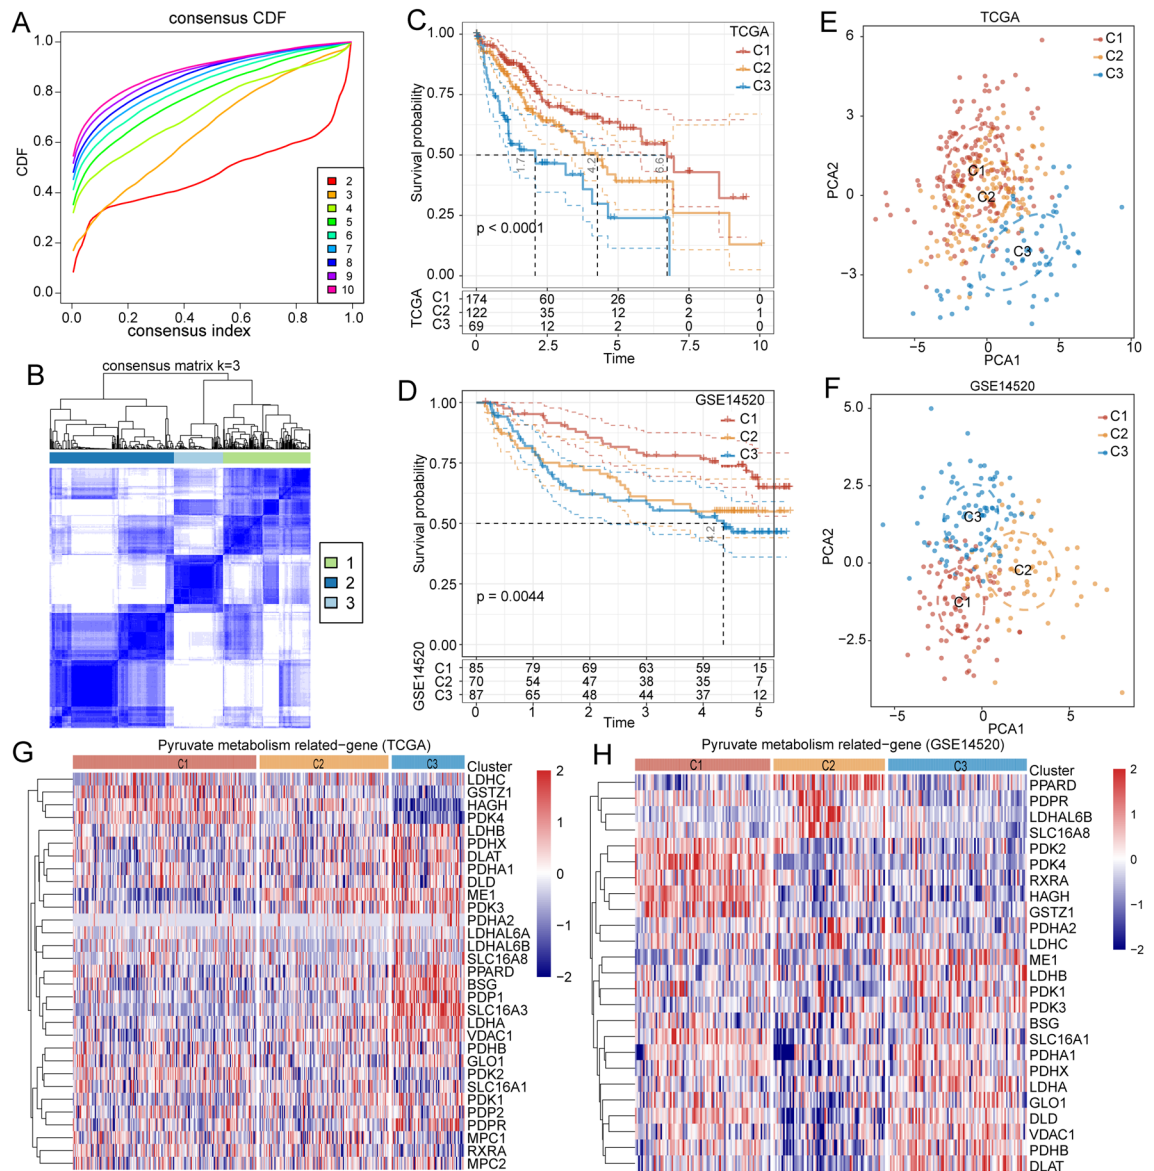 A
consensus CDF
CDF
1.0
0.8
0.6
0.4
0.2
0.0
2
3
4
5
6
7
8
9
10
0.0 0.2 0.4 0.6 0.8 1.0
consensus index
B
consensus matrix k=3
1
2
3
C
TCGA
C1
C2
C3
Survival probability
1.00
0.75
0.50
0.25
0.00
1.7
4.2
6.6
p < 0.0001
TCGA
C1 174 60 26 6 0
C2 122 35 12 2 1
C3 69 12 2 0 0
0 2.5 5 7.5 10
Time
D
GSE14520
C1
C2
C3
Survival probability
1.00
0.75
0.50
0.25
0.00
4.2
p = 0.0044
GSE14520
C1 85 79 69 63 59 15
C2 70 54 47 38 35 7
C3 87 65 48 44 37 12
0 1 2 3 4 5
Time
E
TCGA
C1
C2
C3
PCA2
6
3
0
−3
C1
C2
C3
−5 0 5 10
PCA1
F
GSE14520
C1
C2
C3
PCA2
5.0
2.5
0.0
−2.5
C3
C2
C1
−5 0 5
PCA1
G
Pyruvate metabolism related−gene (TCGA)
C1 C2 C3
Cluster
LDHC
GSTZ1
HAGH
PDK4
LDHB
PDHX
DLAT
PDHA1
DLD
ME1
PDK3
PDHA2
LDHAL6A
LDHAL6B
SLC16A8
PPARD
BSG
PDP1
SLC16A3
LDHA
VDAC1
PDHB
GLO1
PDK2
SLC16A1
PDK1
PDP2
PDPR
MPC1
RXRA
MPC2
2
1
0
−1
−2
H
Pyruvate metabolism related−gene (GSE14520)
C1 C2 C3
Cluster
PPARD
PDPR
LDHAL6B
SLC16A8
PDK2
PDK4
RXRA
HAGH
GSTZ1
PDHA2
LDHC
ME1
LDHB
PDK1
PDK3
BSG
SLC16A1
PDHA1
PDHX
LDHA
GLO1
DLD
VDAC1
PDHB
DLAT
2
1
0
−1
−2